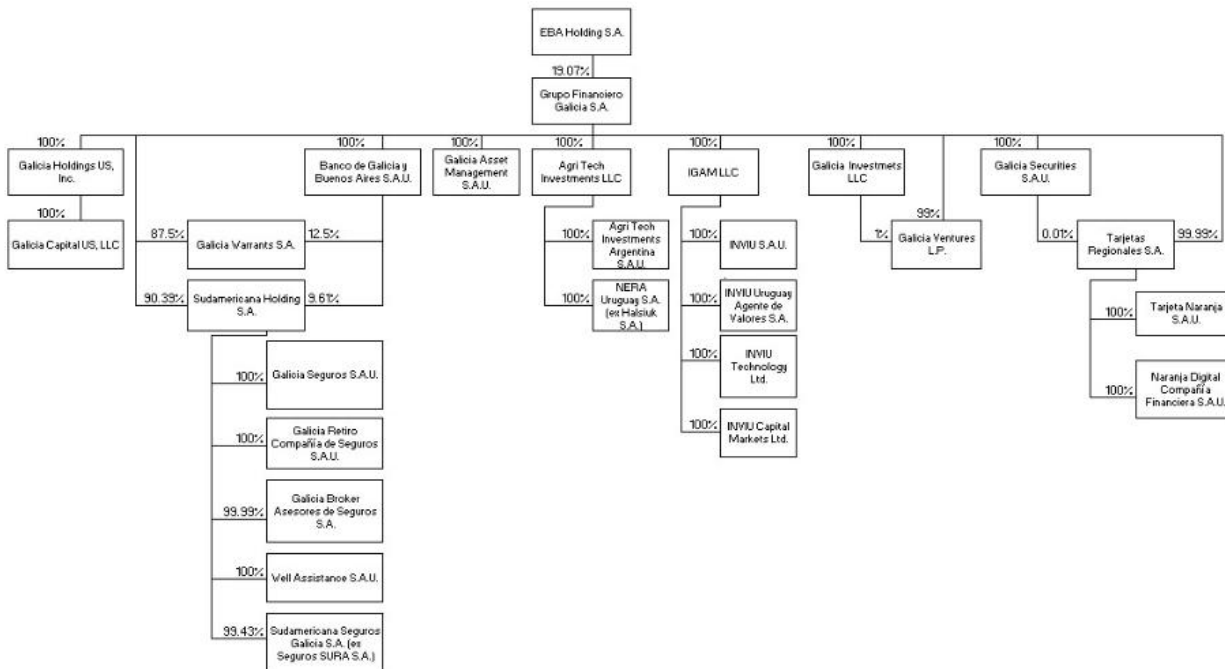 EBA Holding S.A.
19.07%
Grupo Financiero
Galicia S.A.
100%
100%
100%
100%
100%
100%
100%
Galicia Holdings US,
Inc.
Banco de Galicia y
Buenos Aires S.A.U.
Galicia Asset
Management
S.A.U.
Agri Tech
Investments LLC
IGAM LLC
Galicia Investmets
LLC
Galicia Securities
S.A.U.
100%
Galicia Capital US, LLC
87.5%
Galicia Warrants S.A.
12.5%
90.39%
Sudamericana Holding
S.A.
9.61%
100%
Agri Tech
Investments
Argentina
S.A.U.
100%
NERA
Uruguay S.A.
(ex Halsiuk
S.A.)
100%
INVIU S.A.U.
100%
INVIU Uruguay
Agente de
Valores S.A.
100%
INVIU
Technology
Ltd.
100%
INVIU Capital
Markets Ltd.
99%
1%
Galicia Ventures
L.P.
0.01%
Tarjetas
Regionales S.A.
99.99%
100%
Tarjeta Naranja
S.A.U.
100%
Naranja Digital
Compañía
Financiera S.A.U.
100%
Galicia Seguros S.A.U.
100%
Galicia Retiro
Compañía de Seguros
S.A.U.
99.99%
Galicia Broker
Asesores de Seguros
S.A.
100%
Well Assistance S.A.U.
99.43%
Sudamericana Seguros
Galicia S.A. (ex
Seguros SURA S.A.)